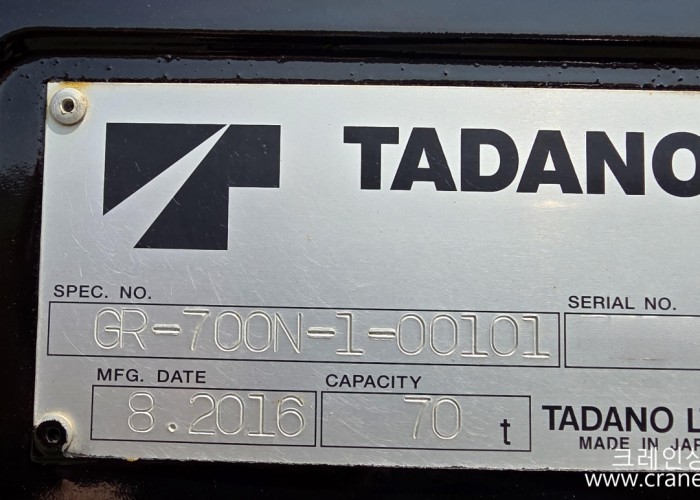 TADANO
SPEC. NO.
GR-700N-1-00101
SERIAL NO.
MFG. DATE
8.2016
CAPACITY
70 t
TADANO L
MADE IN JAP
크레인
www.crane